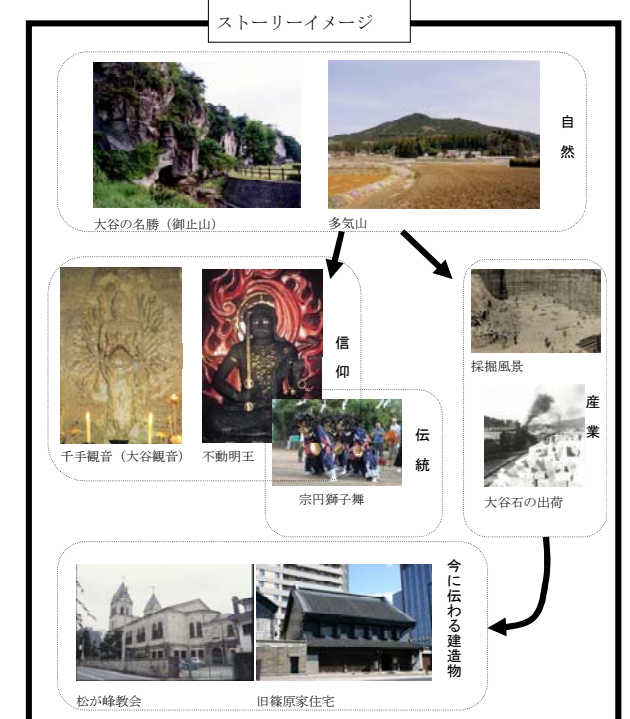 ストーリーイメージ
自然
大谷の名勝（御止山）
多気山
信仰
千手観音（大谷観音）
不動明王
伝統
宗円獅子舞
採掘風景
産業
大谷石の出荷
今に伝わる建造物
松が峰教会
旧篠原家住宅